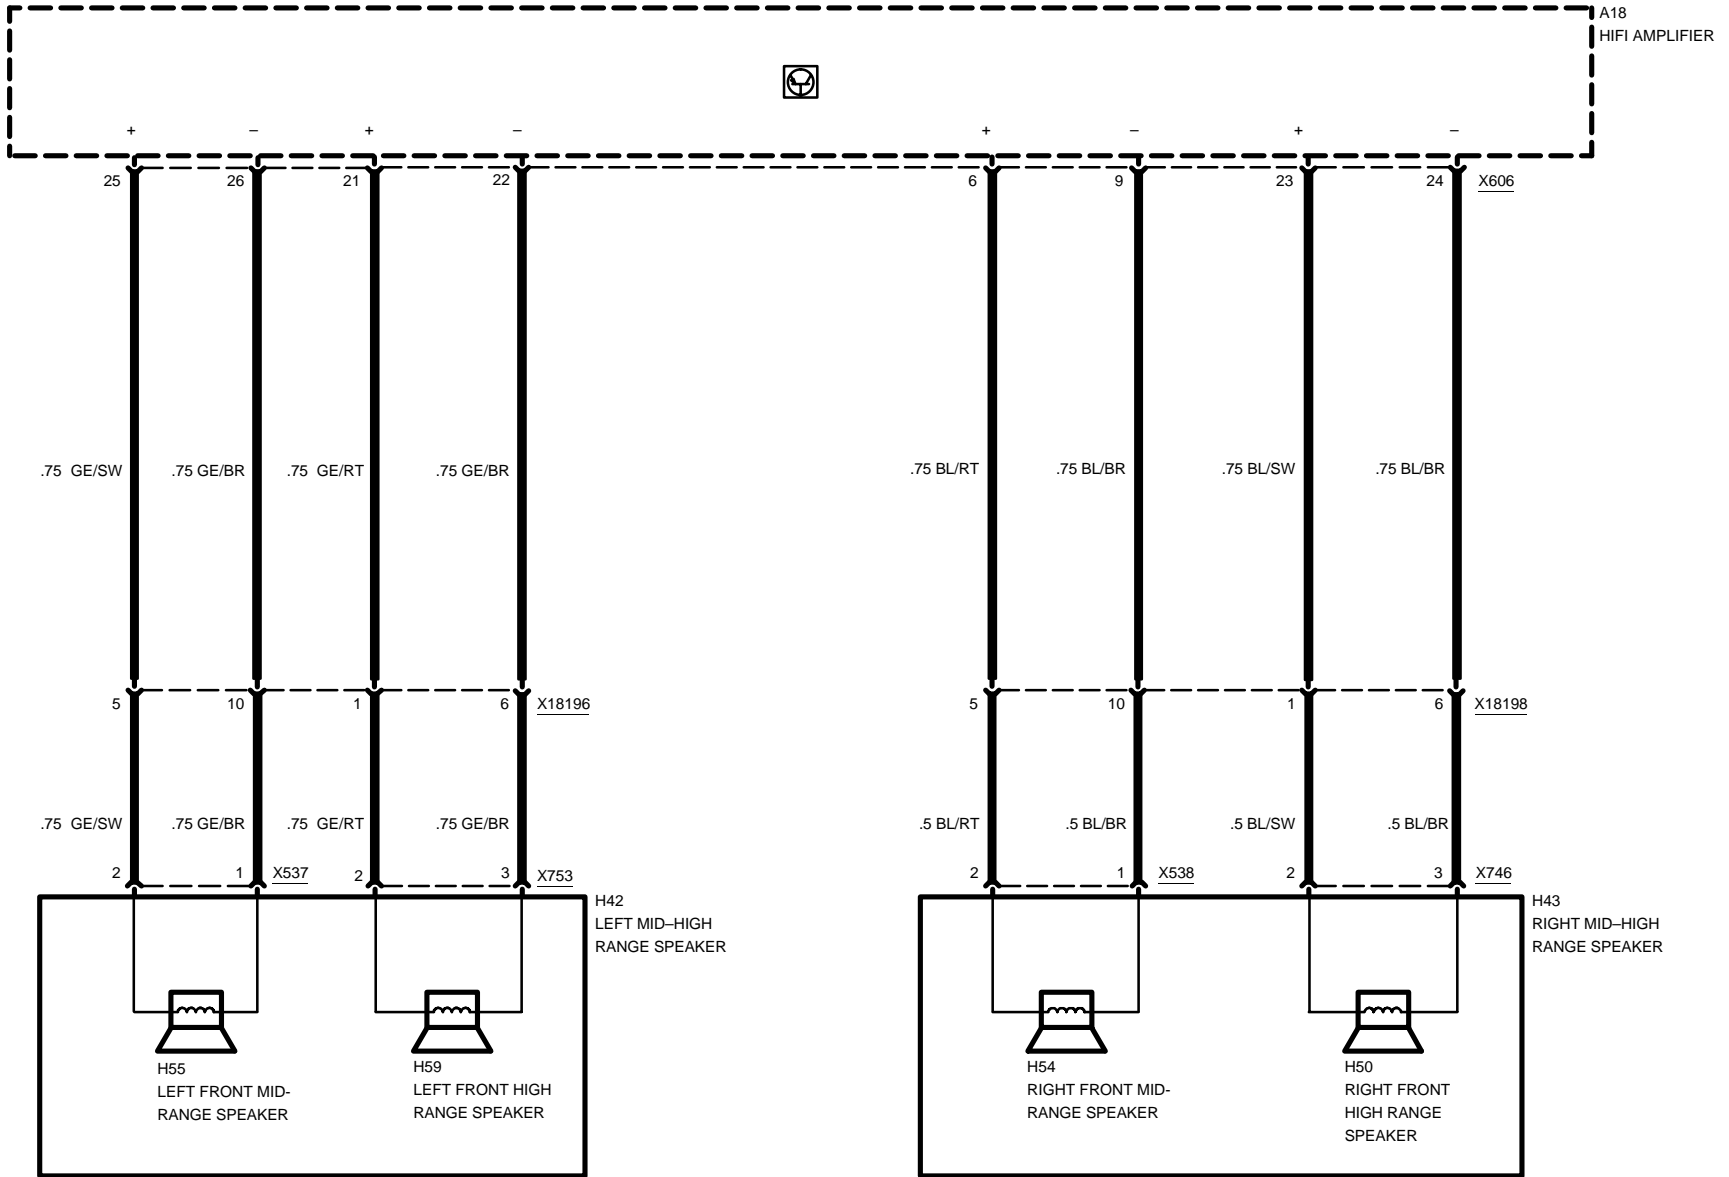 A18
HIFI AMPLIFIER
+ – + – + – + –
25 26 21 22 6 9 23 24 X606
.75 GE/SW .75 GE/BR .75 GE/RT .75 GE/BR .75 BL/RT .75 BL/BR .75 BL/SW .75 BL/BR
5 10 1 6 X18196 5 10 1 6 X18198
.75 GE/SW .75 GE/BR .75 GE/RT .75 GE/BR .5 BL/RT .5 BL/BR .5 BL/SW .5 BL/BR
2 1 X537 2 3 X753 2 1 X538 2 3 X746
H42
LEFT MID–HIGH
RANGE SPEAKER
H43
RIGHT MID–HIGH
RANGE SPEAKER
H55
LEFT FRONT MID-
RANGE SPEAKER
H59
LEFT FRONT HIGH
RANGE SPEAKER
H54
RIGHT FRONT MID-
RANGE SPEAKER
H50
RIGHT FRONT
HIGH RANGE
SPEAKER